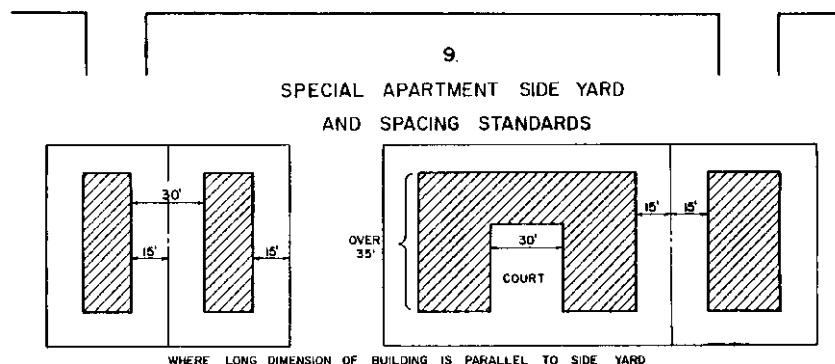 9.
SPECIAL APARTMENT SIDE YARD
AND SPACING STANDARDS
30'
15'
15'
OVER
35'
30'
COURT
15'
15'
WHERE LONG DIMENSION OF BUILDING IS PARALLEL TO SIDE YARD